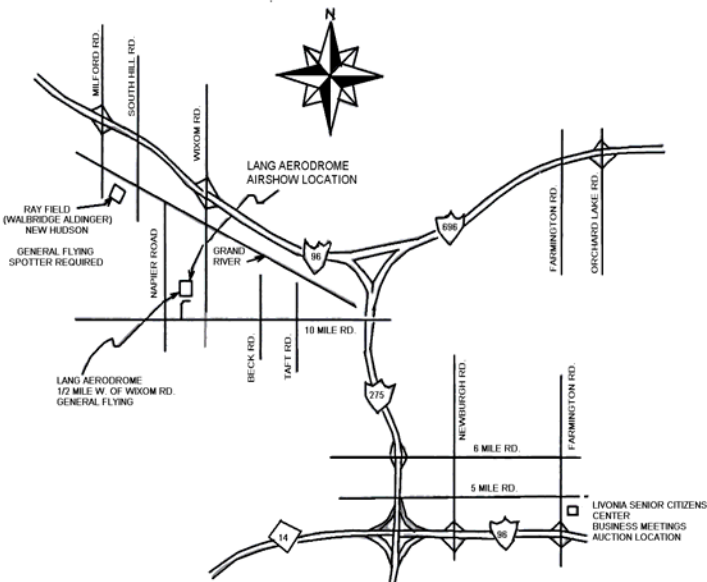 N
MILFORD RD.
SOUTH HILL RD.
WIXOM RD.
LANG AERODROME
AIRSHOW LOCATION
RAY FIELD
(WALBRIDGE ALDINGER)
NEW HUDSON
GENERAL FLYING
SPOTTER REQUIRED
NAPIER ROAD
GRAND
RIVER
96
696
FARMINGTON RD.
ORCHARD LAKE RD.
10 MILE RD.
BECK RD.
TAFT RD.
LANG AERODROME
1/2 MILE W. OF WIXOM RD.
GENERAL FLYING
275
NEWBURGH RD.
FARMINGTON RD.
6 MILE RD.
5 MILE RD.
LIVONIA SENIOR CITIZENS
CENTER
BUSINESS MEETINGS
AUCTION LOCATION
14
96